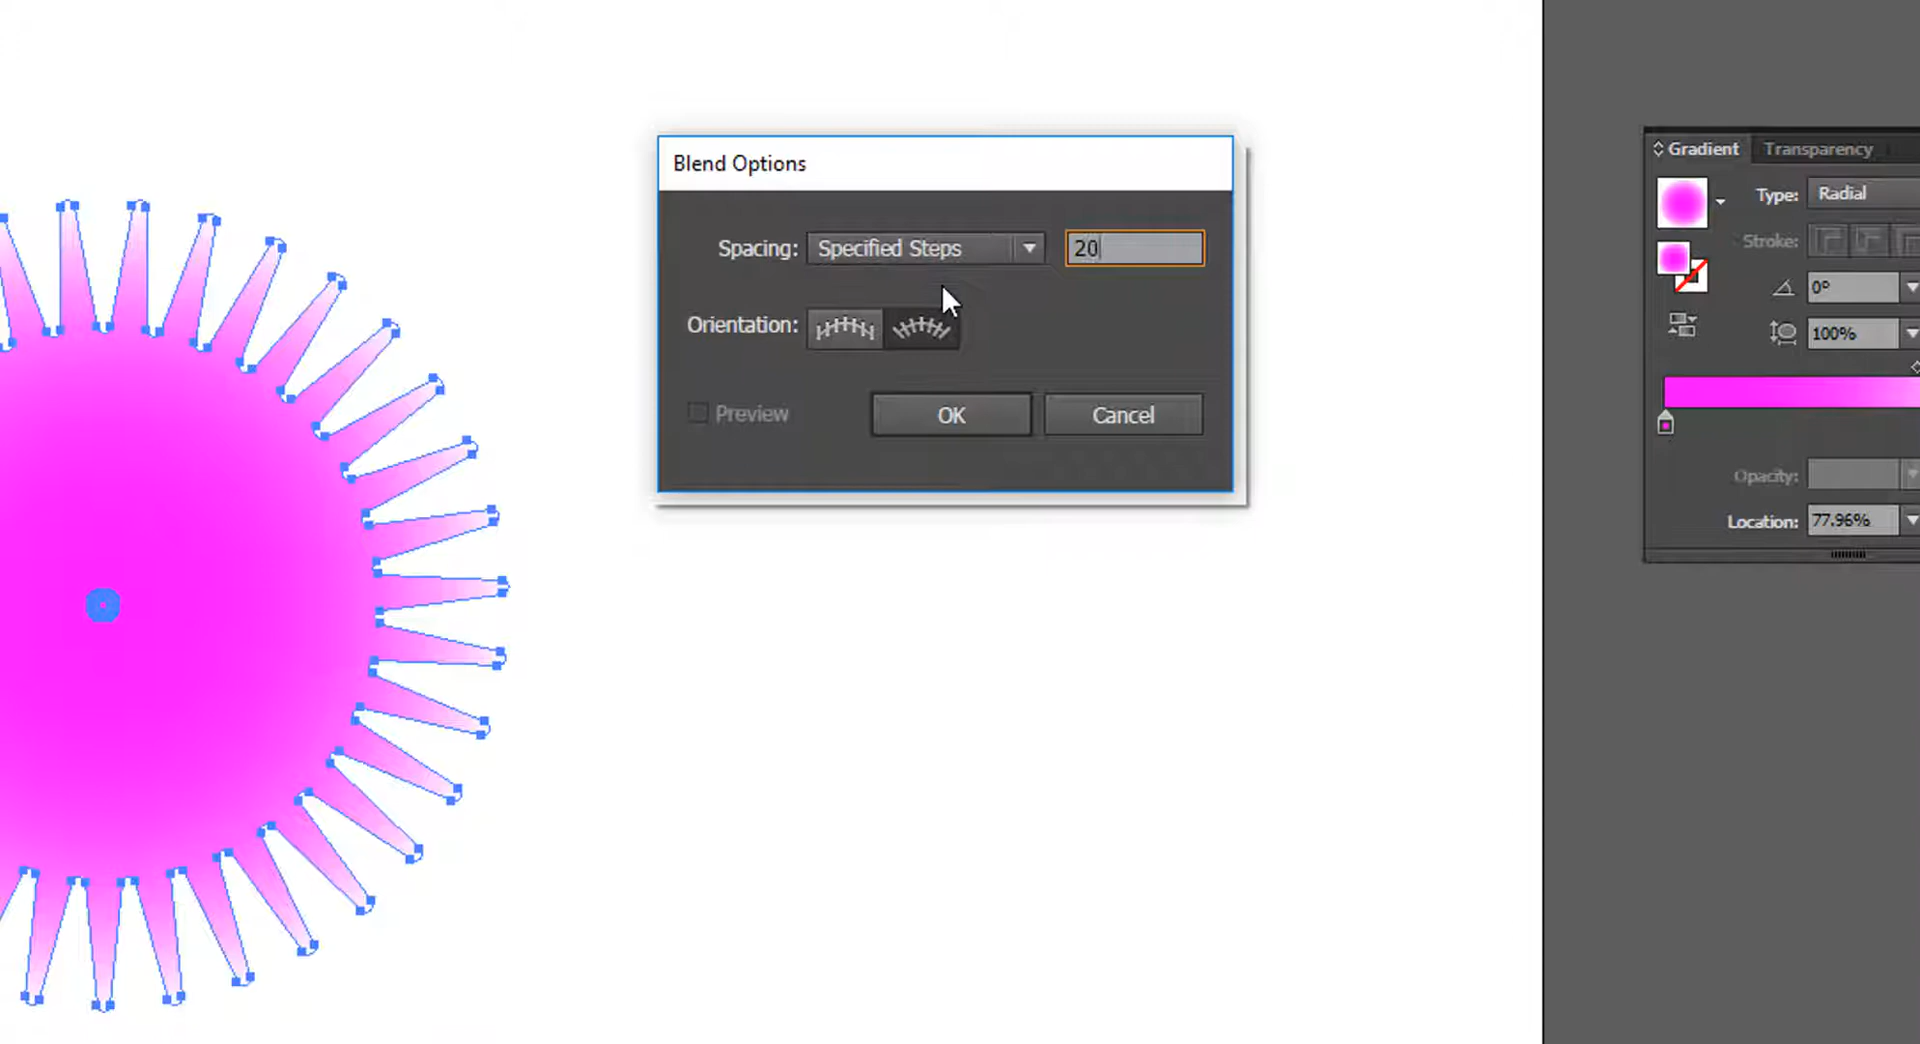 Blend Options
Spacing: Specified Steps 20
Orientation:
Preview OK Cancel
Gradient Transparency
Type: Radial
Stroke:
0°
100%
Opacity:
Location: 77.96%